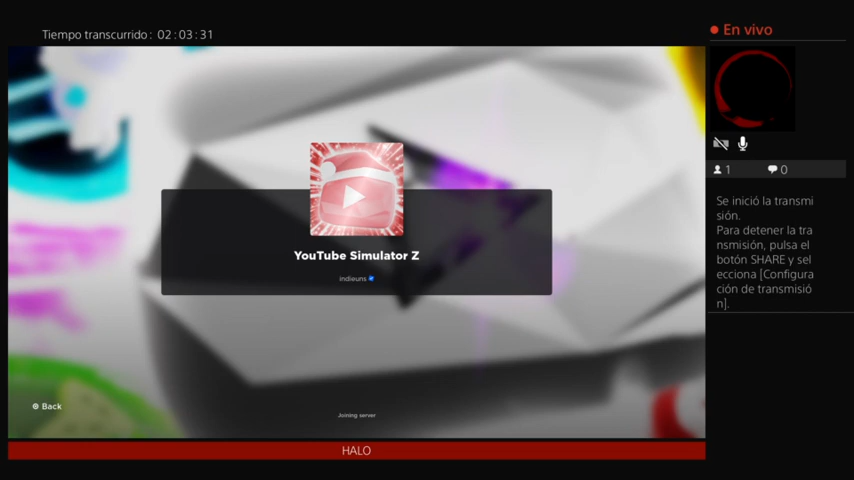 Tiempo transcurrido: 02:03:31
En vivo
1 0
Se inició la transmi
sión.
Para detener la tra
nsmisión, pulsa el
botón SHARE y sel
ecciona [Configura
ción de transmisió
n].
YouTube Simulator Z
indieuns
Back
Joining server
HALO